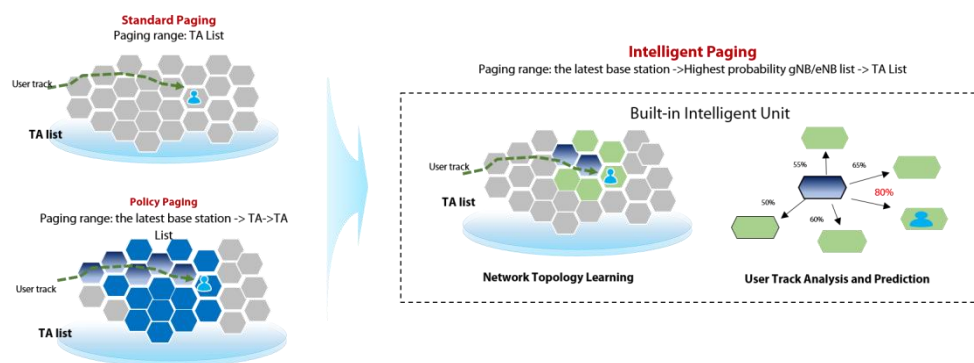 Standard Paging
Paging range: TA List
User track
TA list
Policy Paging
Paging range: the latest base station -> TA->TA
List
User track
TA list
Intelligent Paging
Paging range: the latest base station ->Highest probability gNB/eNB list -> TA List
Built-in Intelligent Unit
User track
TA list
Network Topology Learning
55%
65%
80%
50%
60%
User Track Analysis and Prediction